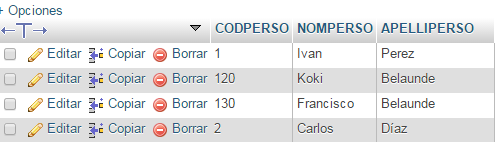 + Opciones
CODPERSO NOMPERSO APELLIPERSO
Editar Copiar Borrar 1 Ivan Perez
Editar Copiar Borrar 120 Koki Belaunde
Editar Copiar Borrar 130 Francisco Belaunde
Editar Copiar Borrar 2 Carlos Díaz